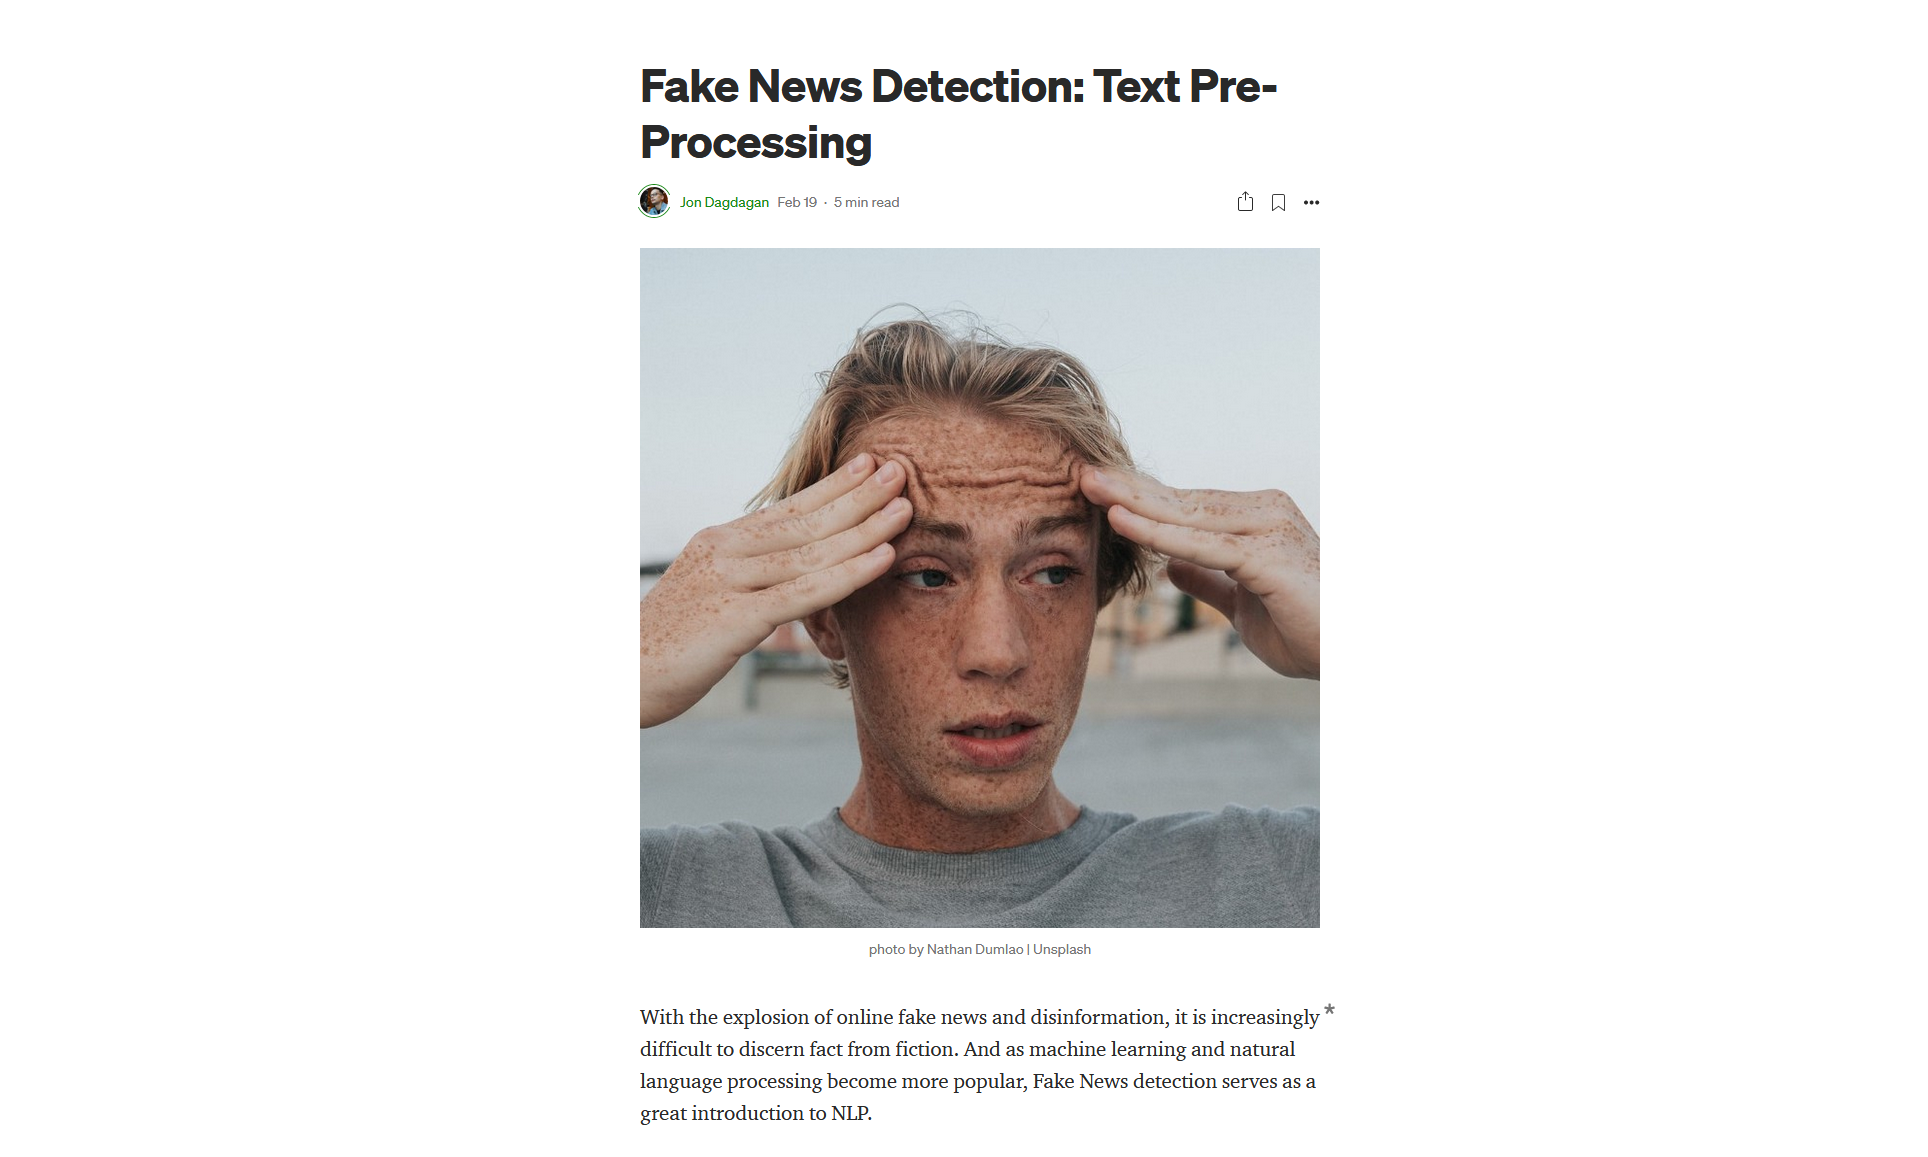 Fake News Detection: Text Pre-
Processing
Jon Dagdagan Feb 19 · 5 min read
photo by Nathan Dumlao | Unsplash
With the explosion of online fake news and disinformation, it is increasingly *
difficult to discern fact from fiction. And as machine learning and natural
language processing become more popular, Fake News detection serves as a
great introduction to NLP.